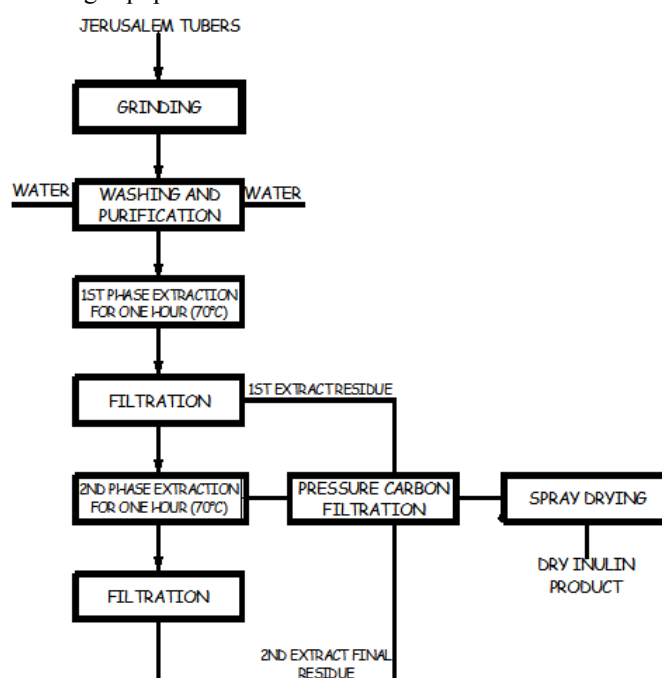 JERUSALEM TUBERS
GRINDING
WATER
WASHING AND
PURIFICATION
WATER
1ST PHASE EXTRACTION
FOR ONE HOUR (70°C)
FILTRATION
1ST EXTRACT RESIDUE
2ND PHASE EXTRACTION
FOR ONE HOUR (70°C)
PRESSURE CARBON
FILTRATION
SPRAY DRYING
DRY INULIN
PRODUCT
FILTRATION
2ND EXTRACT FINAL
RESIDUE